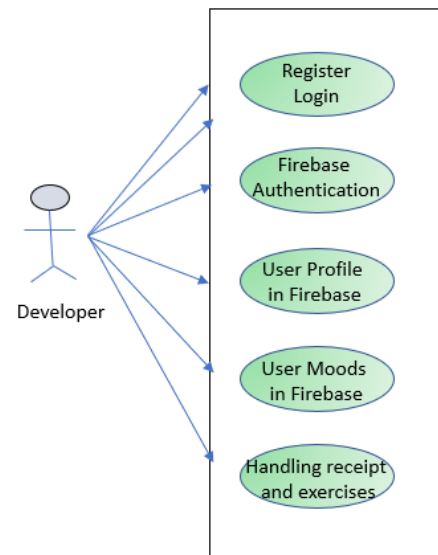 Register
Login
Firebase
Authentication
User Profile
in Firebase
Developer
User Moods
in Firebase
Handling receipt
and exercises